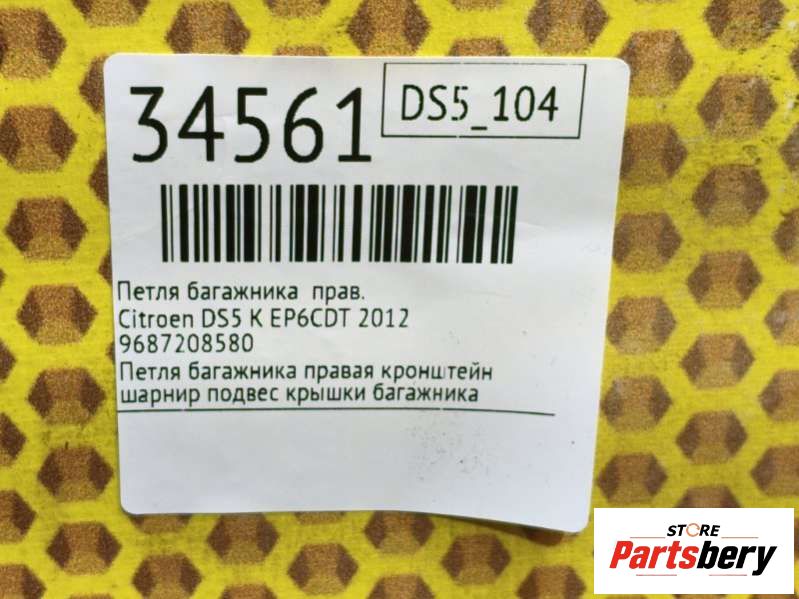 34561
DS5_104
Петля багажника прав.
Citroen DS5 K EP6CDT 2012
9687208580
Петля багажника правая кронштейн
шарнир подвес крышки багажника
STORE
Partsbery